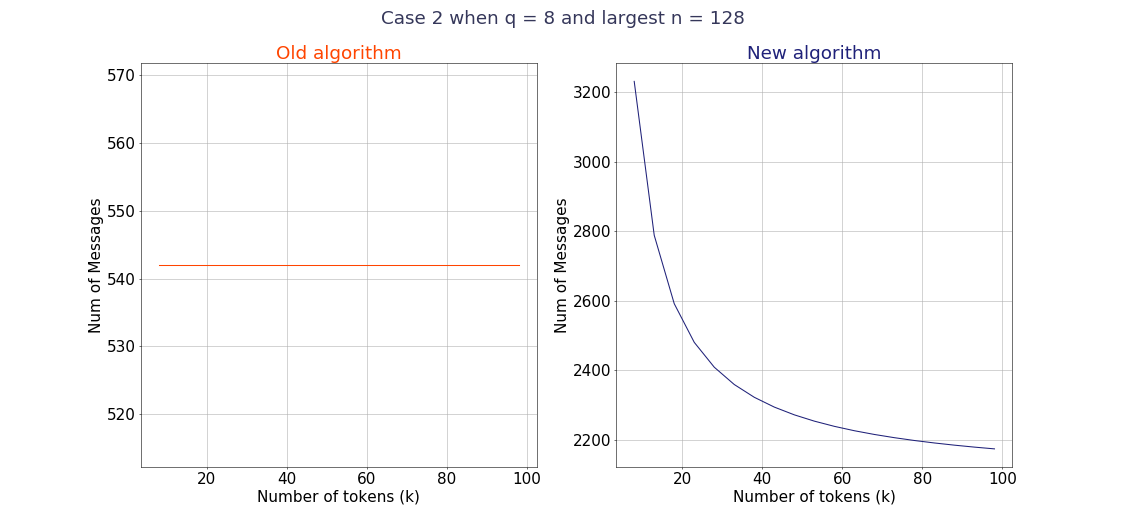 Case 2 when q = 8 and largest n = 128
Old algorithm
570
560
550
540
530
520
Num of Messages
20 40 60 80 100
Number of tokens (k)
New algorithm
3200
3000
2800
2600
2400
2200
Num of Messages
20 40 60 80 100
Number of tokens (k)